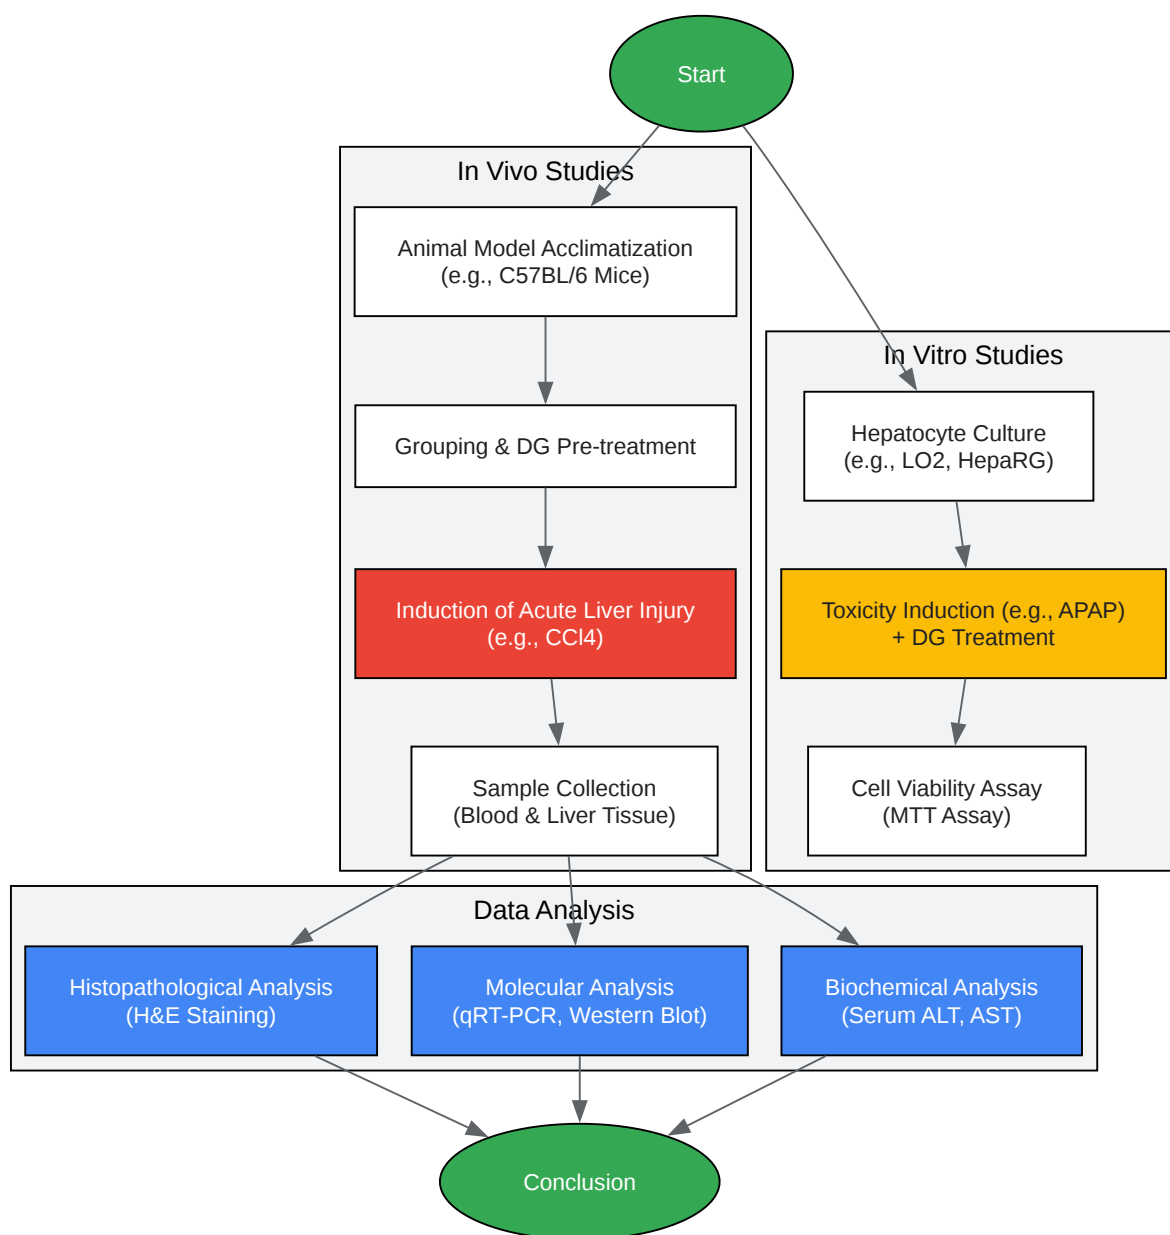 Start
In Vivo Studies
Animal Model Acclimatization
(e.g., C57BL/6 Mice)
Grouping & DG Pre-treatment
Induction of Acute Liver Injury
(e.g., CCl4)
Sample Collection
(Blood & Liver Tissue)
In Vitro Studies
Hepatocyte Culture
(e.g., LO2, HepaRG)
Toxicity Induction (e.g., APAP)
+ DG Treatment
Cell Viability Assay
(MTT Assay)
Data Analysis
Histopathological Analysis
(H&E Staining)
Molecular Analysis
(qRT-PCR, Western Blot)
Biochemical Analysis
(Serum ALT, AST)
Conclusion